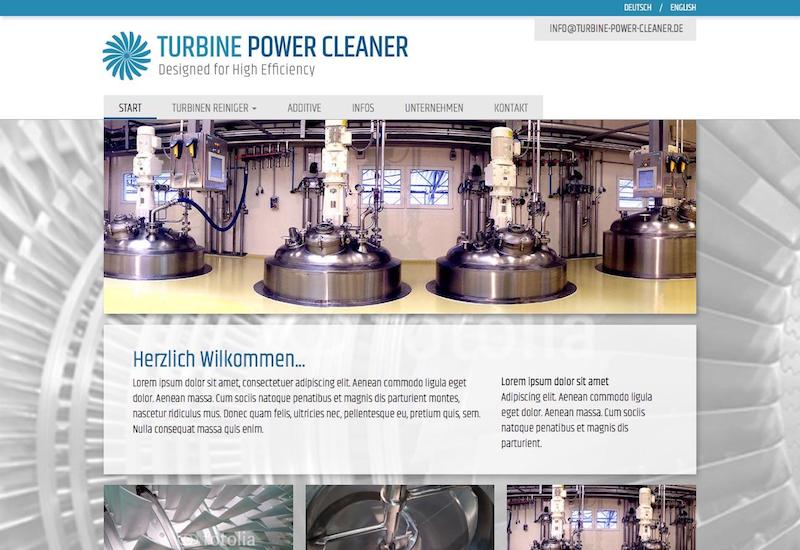 DEUTSCH / ENGLISH
INFO@TURBINE-POWER-CLEANER.DE
TURBINE POWER CLEANER
Designed for High Efficiency
START TURBINEN REINIGER ADDITIVE INFOS UNTERNEHMEN KONTAKT
fotolia
Herzlich Wilkommen...
Lorem ipsum dolor sit amet, consectetuer adipiscing elit. Aenean commodo ligula eget
dolor. Aenean massa. Cum sociis natoque penatibus et magnis dis parturient montes,
nascetur ridiculus mus. Donec quam felis, ultricies nec, pellentesque eu, pretium quis, sem.
Nulla consequat massa quis enim.
Lorem ipsum dolor sit amet
Adipiscing elit. Aenean commodo ligula
eget dolor. Aenean massa. Cum sociis
natoque penatibus et magnis dis
parturient.
fotolia